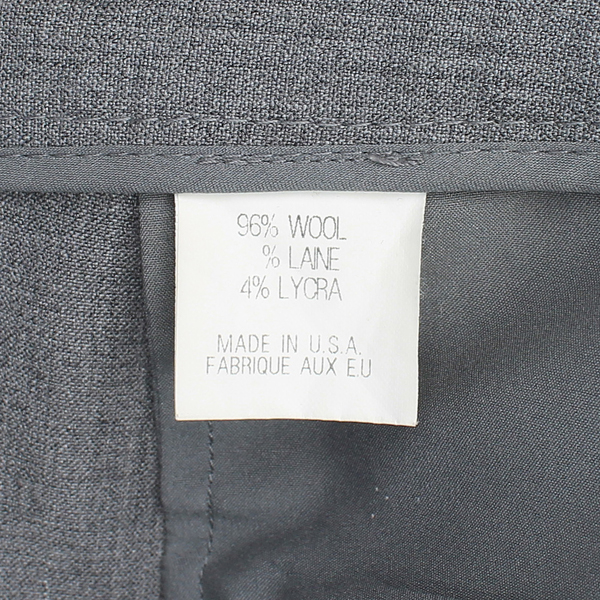 96% WOOL
% LAINE
4% LYCRA
MADE IN U.S.A.
FABRIQUE AUX E.U